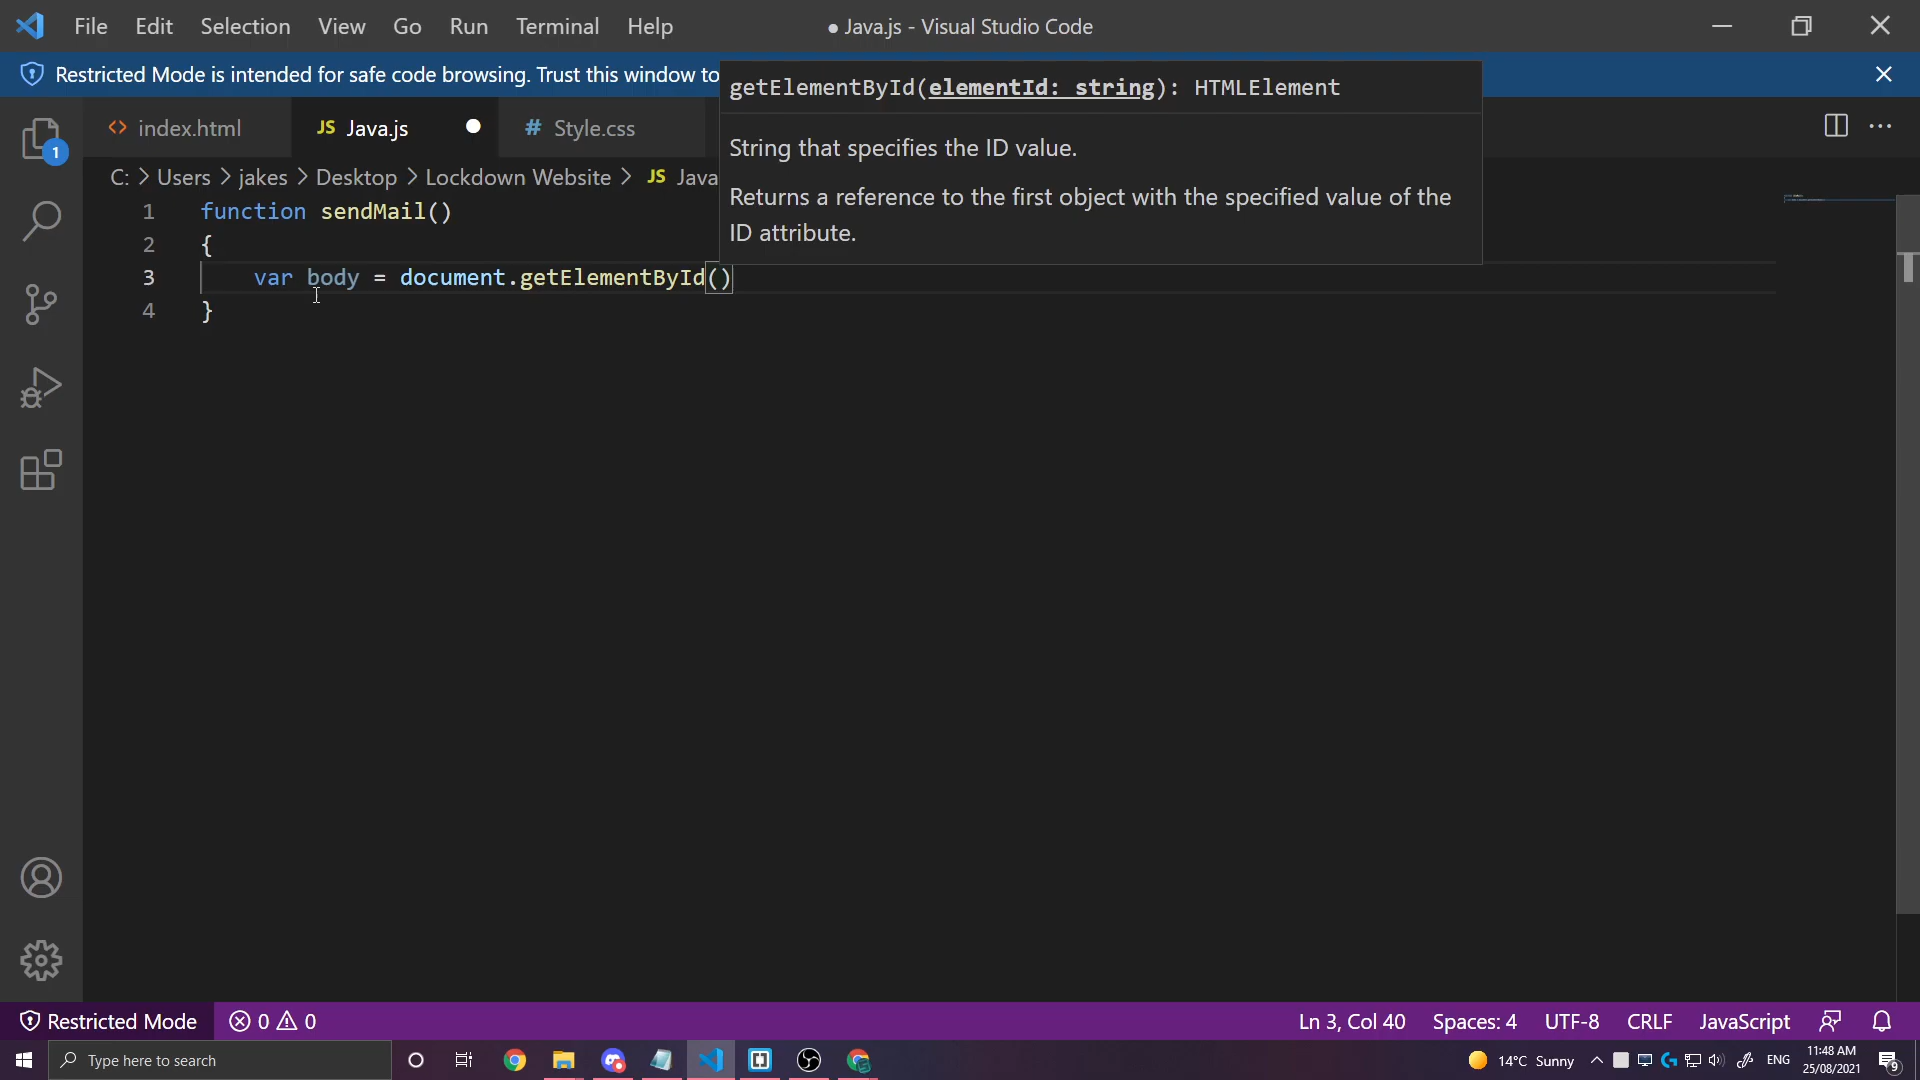 File Edit Selection View Go Run Terminal Help ● Java.js - Visual Studio Code
Restricted Mode is intended for safe code browsing. Trust this window to
getElementById(elementId: string): HTMLElement
String that specifies the ID value.
Returns a reference to the first object with the specified value of the
ID attribute.
<> index.html JS Java.js # Style.css
1
C: > Users > jakes > Desktop > Lockdown Website > JS Java
1 function sendMail()
2 {
3 var body = document.getElementById()
4 }
Restricted Mode 0 0 Ln 3, Col 40 Spaces: 4 UTF-8 CRLF JavaScript
Type here to search 14°C Sunny ENG 11:48 AM
25/08/2021 9